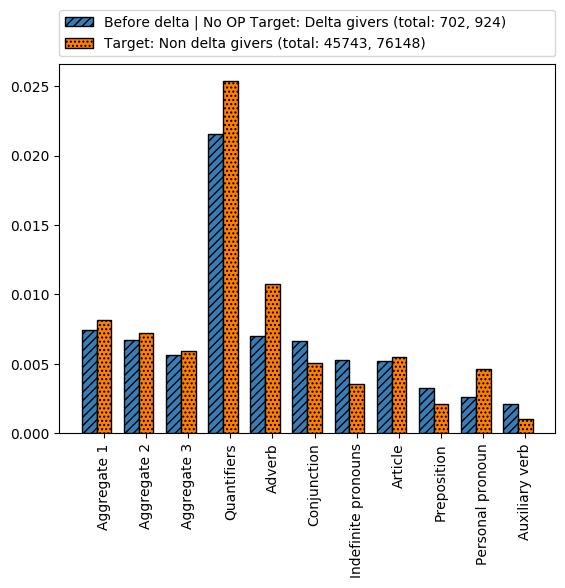 Before delta | No OP Target: Delta givers (total: 702, 924)
Target: Non delta givers (total: 45743, 76148)
0.025
0.020
0.015
0.010
0.005
0.000
Aggregate 1
Aggregate 2
Aggregate 3
Quantifiers
Adverb
Conjunction
Indefinite pronouns
Article
Preposition
Personal pronoun
Auxiliary verb